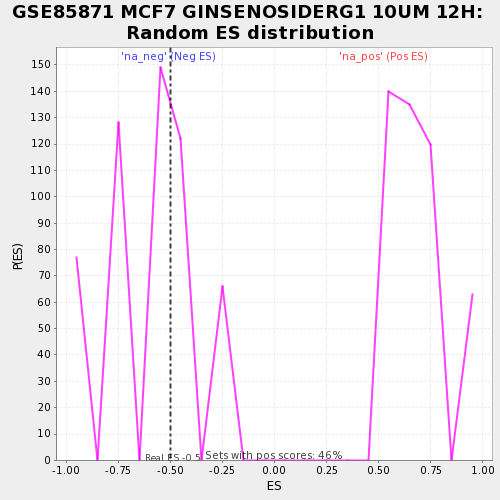 GSE85871 MCF7 GINSENOSIDERG1 10UM 12H:
Random ES distribution
'na_neg' (Neg ES)
'na_pos' (Pos ES)
150
140
130
120
110
100
90
80
70
60
50
40
30
20
10
0
P(ES)
Real ES -0.5
Sets with pos scores: 46%
-1.00 -0.75 -0.50 -0.25 0.00 0.25 0.50 0.75 1.00
ES